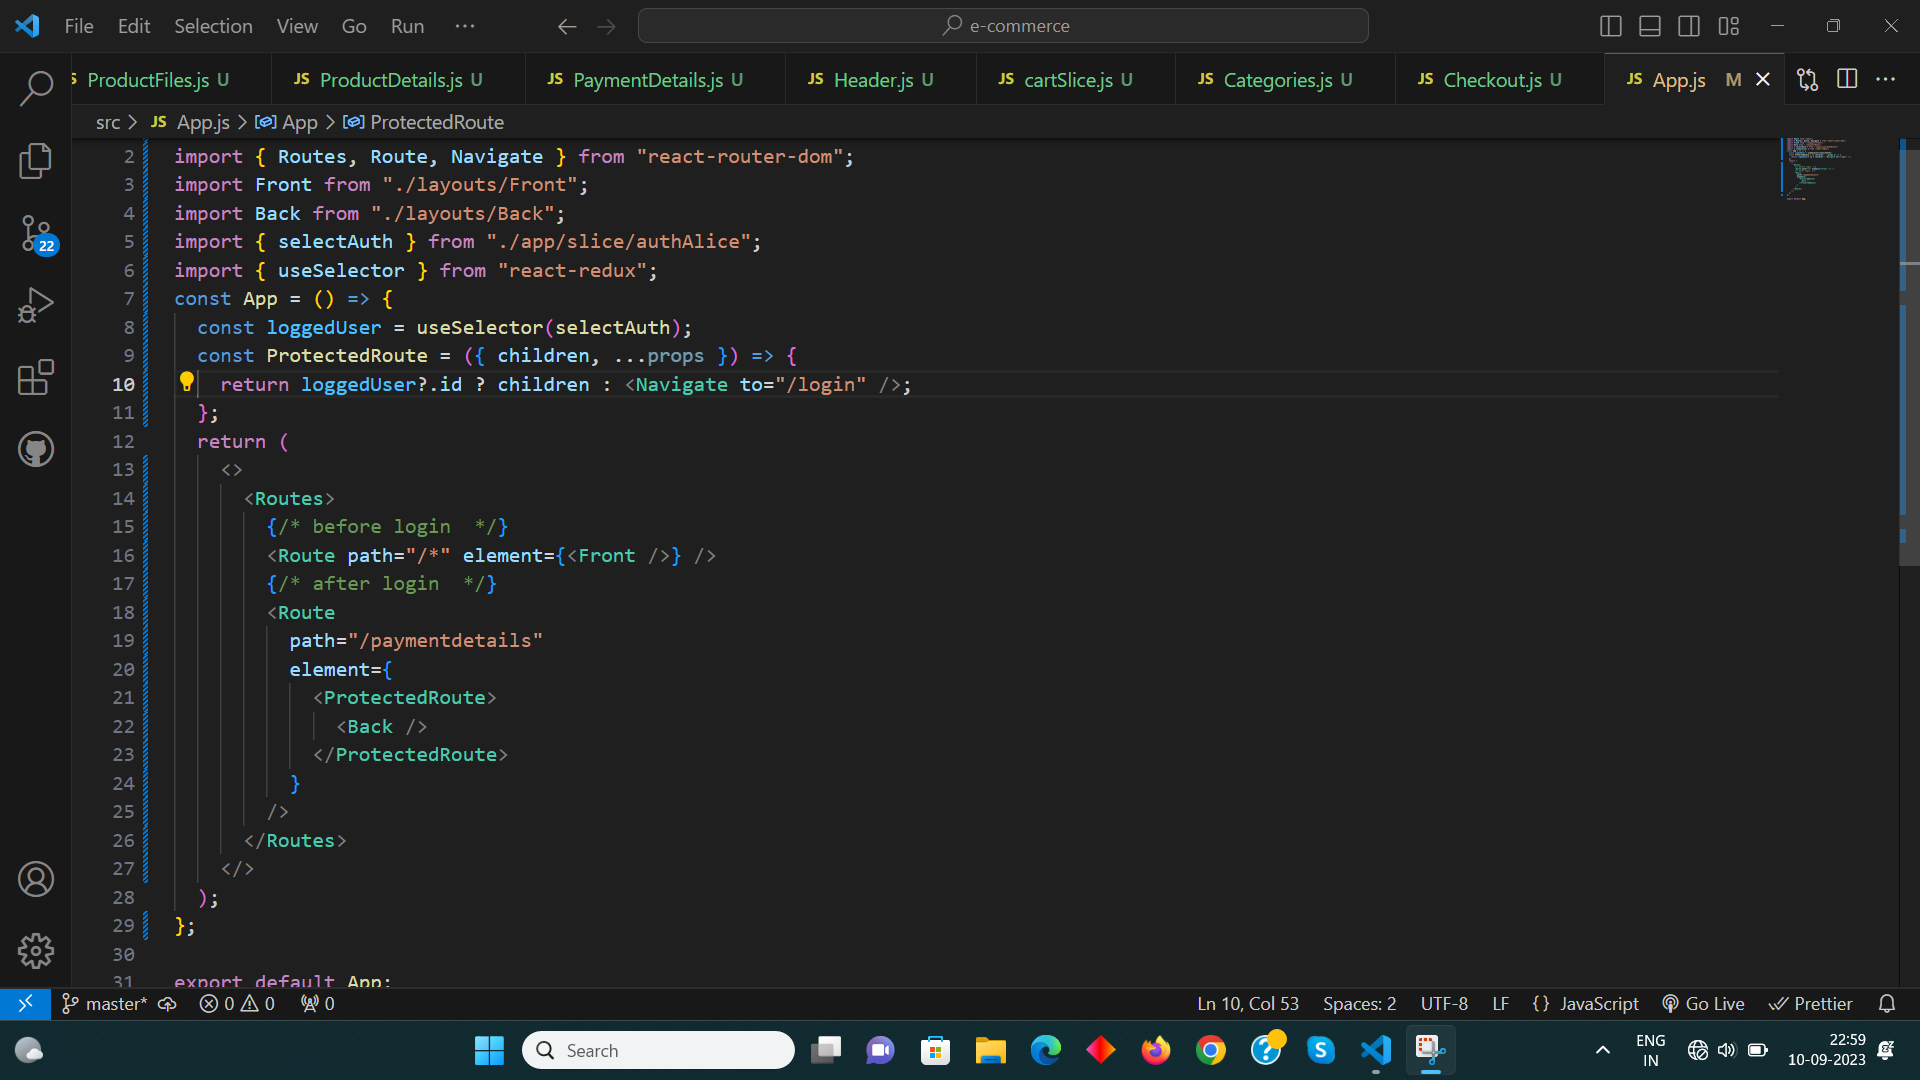 File Edit Selection View Go Run ··· e-commerce
JS ProductFiles.js U JS ProductDetails.js U JS PaymentDetails.js U JS Header.js U JS cartSlice.js U JS Categories.js U JS Checkout.js U JS App.js M
src > JS App.js > App > ProtectedRoute
2 import { Routes, Route, Navigate } from "react-router-dom";
3 import Front from "./layouts/Front";
4 import Back from "./layouts/Back";
5 import { selectAuth } from "./app/slice/authAlice";
6 import { useSelector } from "react-redux";
7 const App = () => {
8 const loggedUser = useSelector(selectAuth);
9 const ProtectedRoute = ({ children, ...props }) => {
10 return loggedUser?.id ? children : <Navigate to="/login" />;
11 };
12 return (
13 <>
14 <Routes>
15 {/* before login  */}
16 <Route path="/*" element={<Front />} />
17 {/* after login  */}
18 <Route
19 path="/paymentdetails"
20 element={
21 <ProtectedRoute>
22 <Back />
23 </ProtectedRoute>
24 }
25 />
26 </Routes>
27 </>
28 );
29 };
30
31 export default App;
22
master* 0 0 0 Ln 10, Col 53 Spaces: 2 UTF-8 LF {} JavaScript Go Live Prettier
Search
ENG
IN
22:59
10-09-2023